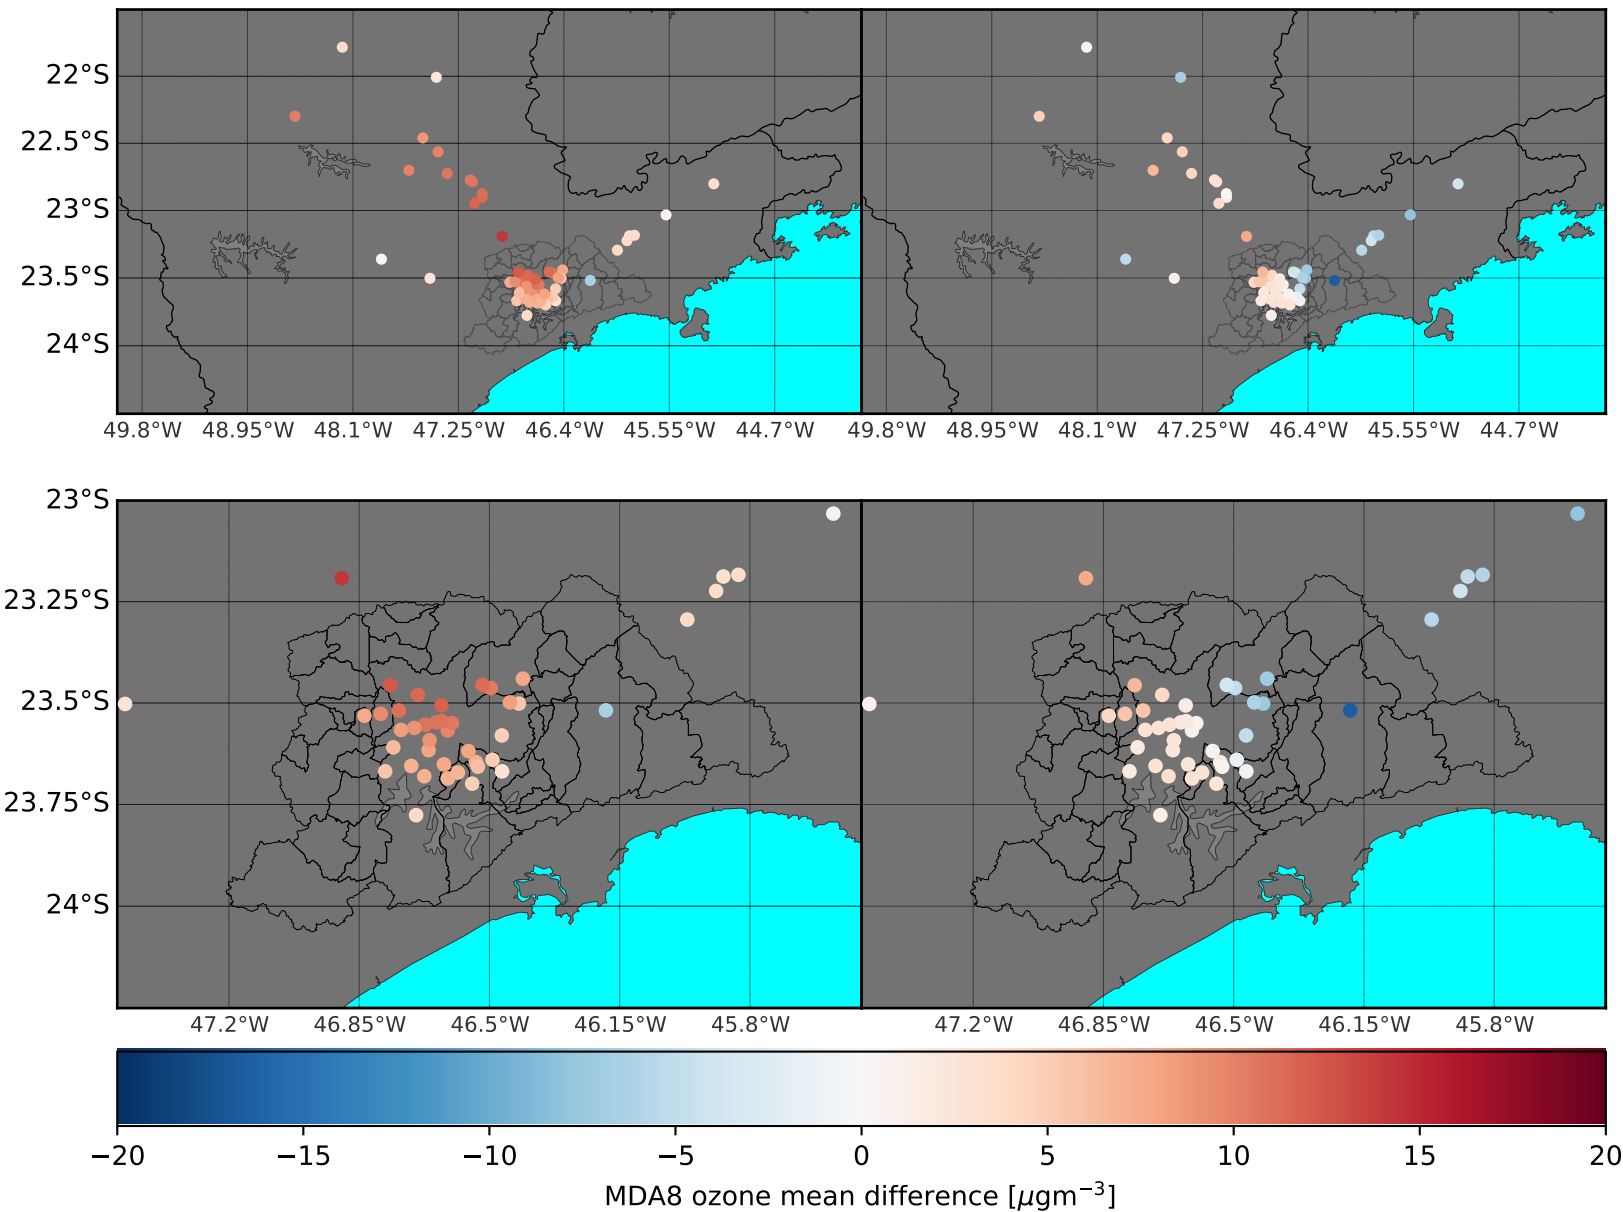 22°S
22.5°S
23°S
23.5°S
24°S
49.8°W 48.95°W 48.1°W 47.25°W 46.4°W 45.55°W 44.7°W 49.8°W 48.95°W 48.1°W 47.25°W 46.4°W 45.55°W 44.7°W
23°S
23.25°S
23.5°S
23.75°S
24°S
47.2°W 46.85°W 46.5°W 46.15°W 45.8°W 47.2°W 46.85°W 46.5°W 46.15°W 45.8°W
−20 −15 −10 −5 0 5 10 15 20
MDA8 ozone mean difference [μgm⁻³]